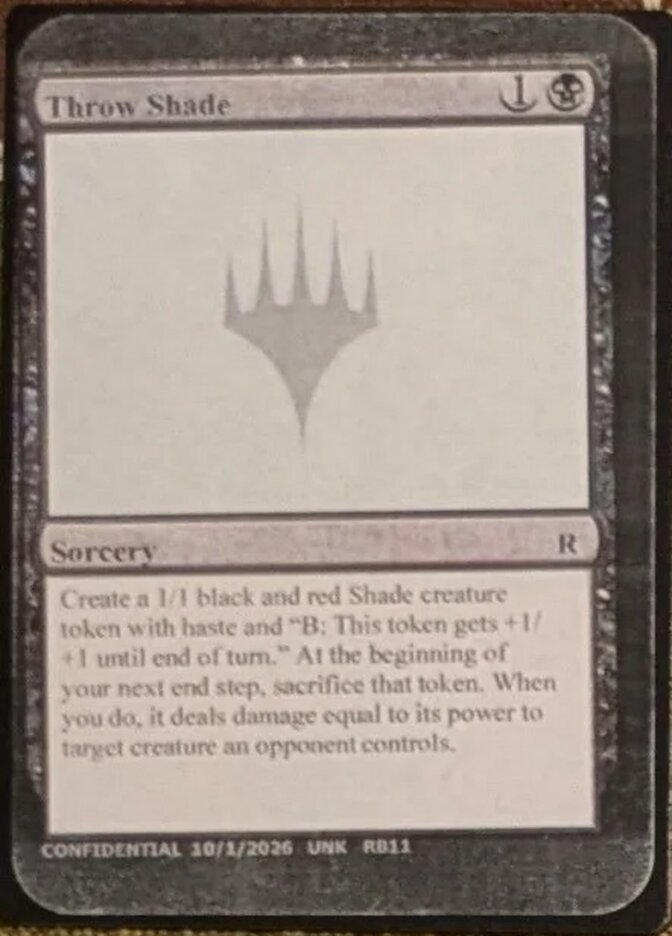 Throw Shade 1
Sorcery R
Create a 1/1 black and red Shade creature
token with haste and “B: This token gets +1/
+1 until end of turn.” At the beginning of
your next end step, sacrifice that token. When
you do, it deals damage equal to its power to
target creature an opponent controls.
CONFIDENTIAL 10/1/2026 UNK RB11